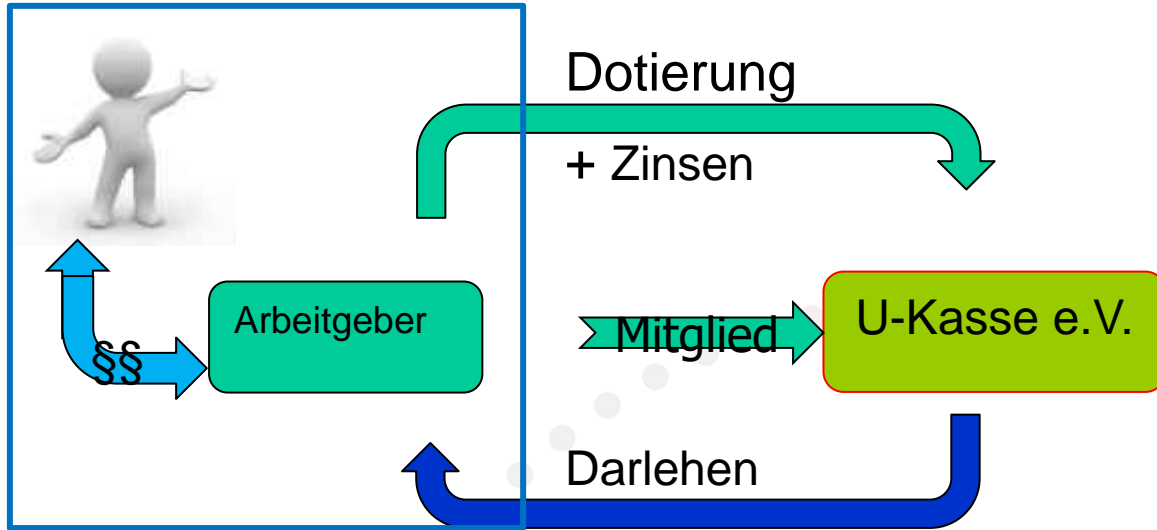 Dotierung
+ Zinsen
Arbeitgeber
Mitglied
U-Kasse e.V.
§§
Darlehen